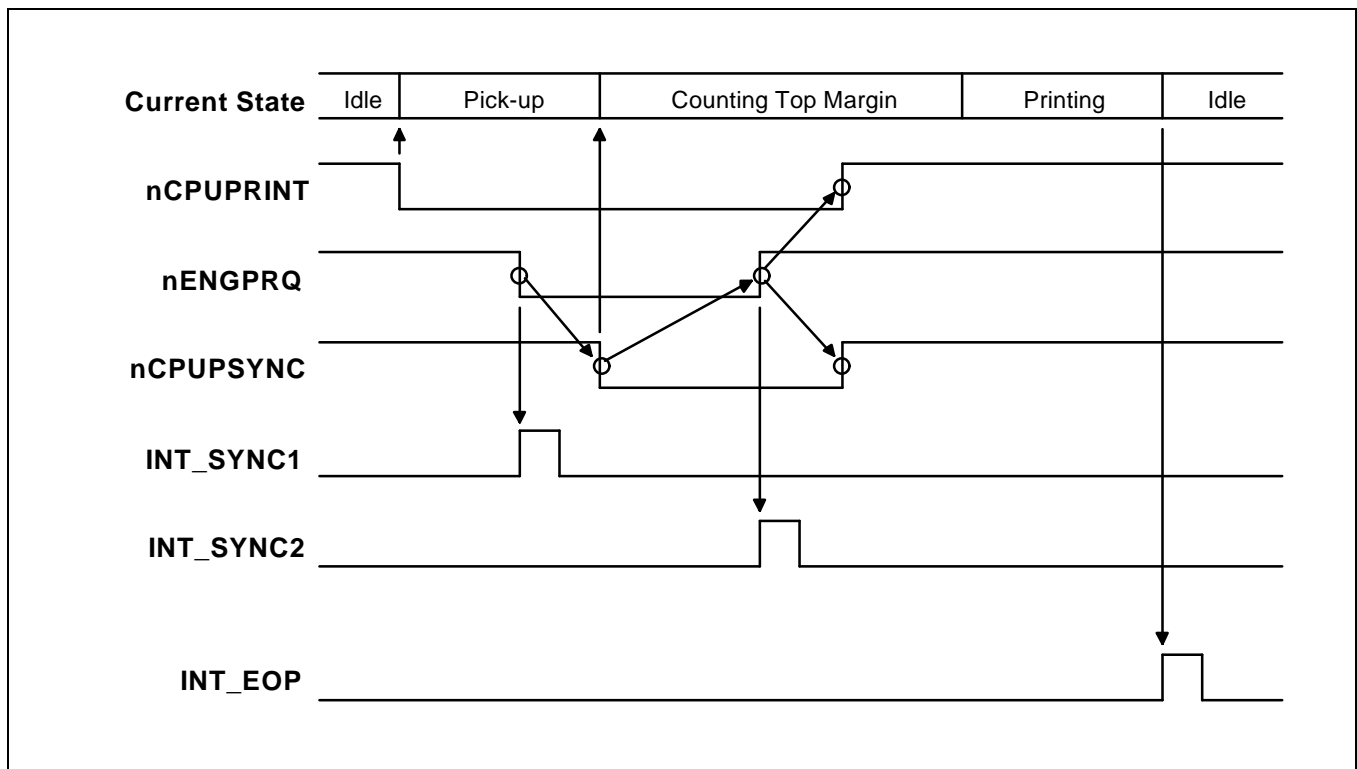 Current State Idle Pick-up Counting Top Margin Printing Idle
nCPUPRINT
nENGPRQ
nCPUPSYNC
INT_SYNC1
INT_SYNC2
INT_EOP